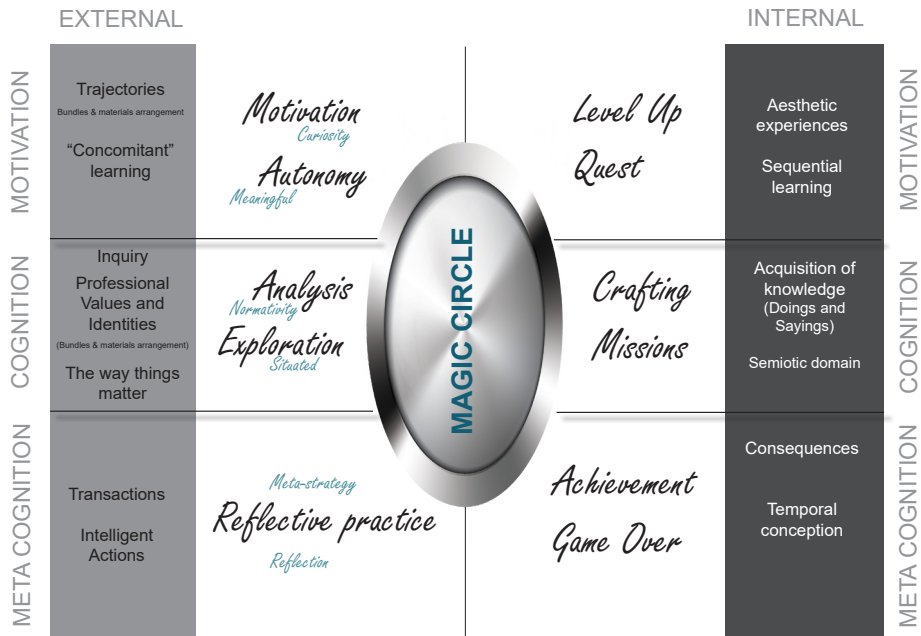 EXTERNAL
INTERNAL
MOTIVATION
Trajectories
Bundles & materials arrangement
“Concomitant”
learning
Motivation
Curiosity
Autonomy
Meaningful
Level Up
Quest
Aesthetic
experiences
Sequential
learning
MOTIVATION
COGNITION
Inquiry
Professional
Values and
Identities
(Bundles & materials arrangement)
The way things
matter
Analysis
Normativity
Exploration
Situated
MAGIC CIRCLE
Crafting
Missions
Acquisition of
knowledge
(Doings and
Sayings)
Semiotic domain
COGNITION
META COGNITION
Transactions
Intelligent
Actions
Meta-strategy
Reflective practice
Reflection
Achievement
Game Over
Consequences
Temporal
conception
META COGNITION